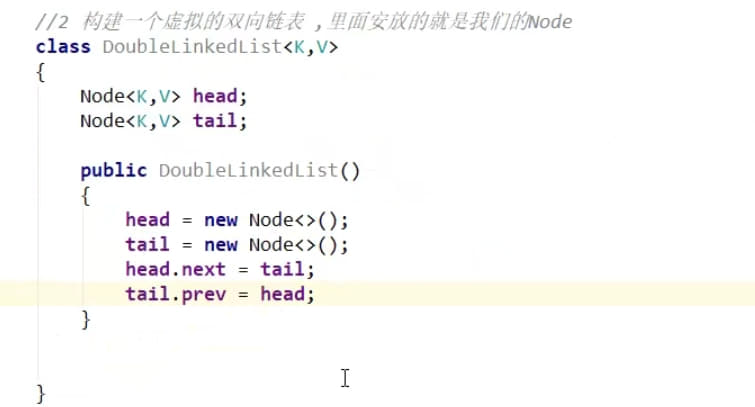 //2 构建一个虚拟的双向链表 ,里面安放的就是我们的Node
class DoubleLinkedList<K,V>
{
    Node<K,V> head;
    Node<K,V> tail;

    public DoubleLinkedList()
    {
        head = new Node<>();
        tail = new Node<>();
        head.next = tail;
        tail.prev = head;
    }

}